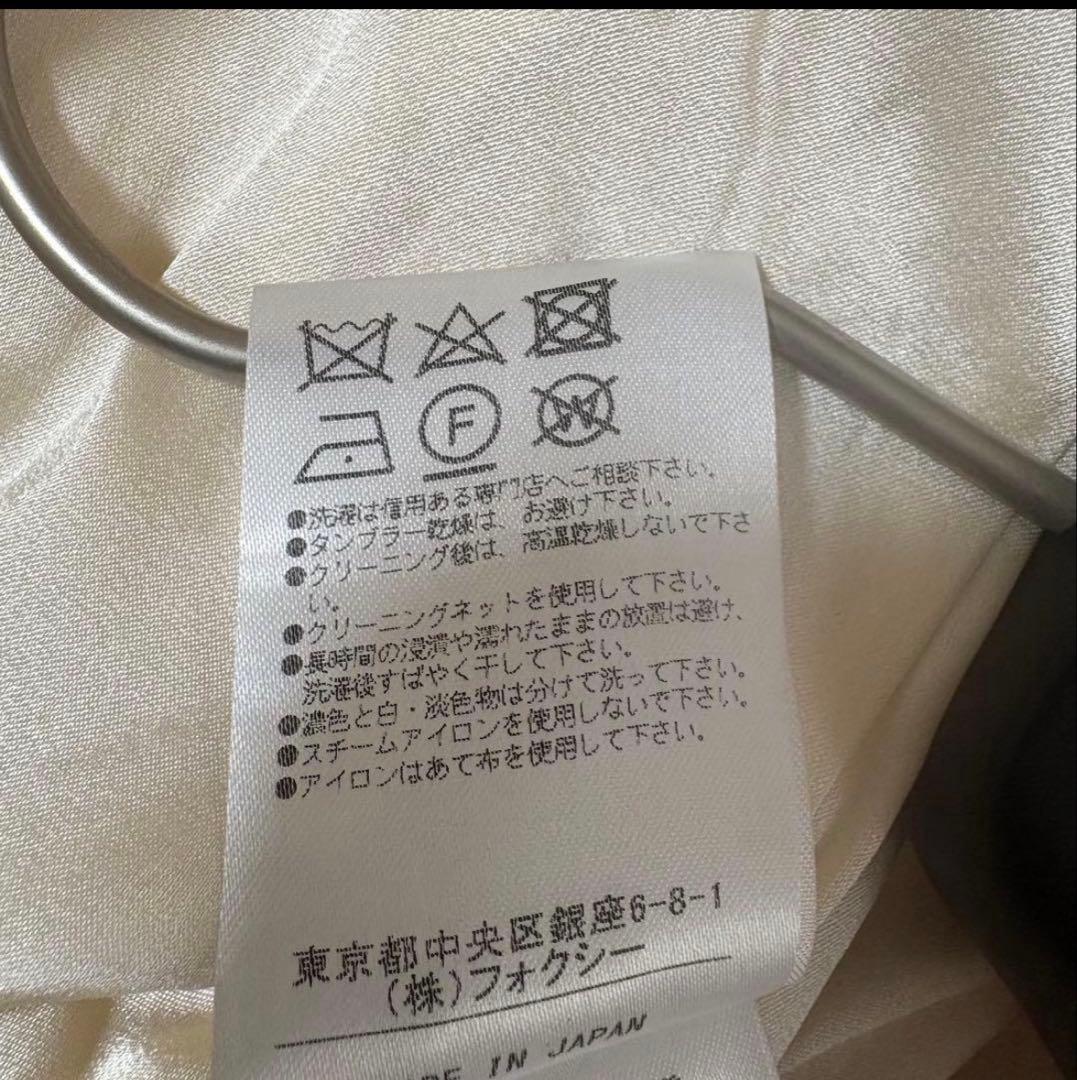 F
W
●洗濯は信用ある専門店へご相談下さい。
●タンブラー乾燥は、お避け下さい。
●クリーニング後は、高温乾燥しないで下さ
い。
●クリーニングネットを使用して下さい。
●長時間の浸漬や濡れたままの放置は避け、
洗濯後すばやく干して下さい。
●濃色と白・淡色物は分けて洗って下さい。
●スチームアイロンを使用しないで下さい。
●アイロンはあて布を使用して下さい。
東京都中央区銀座6-8-1
(株)フォクシー
IN JAPAN